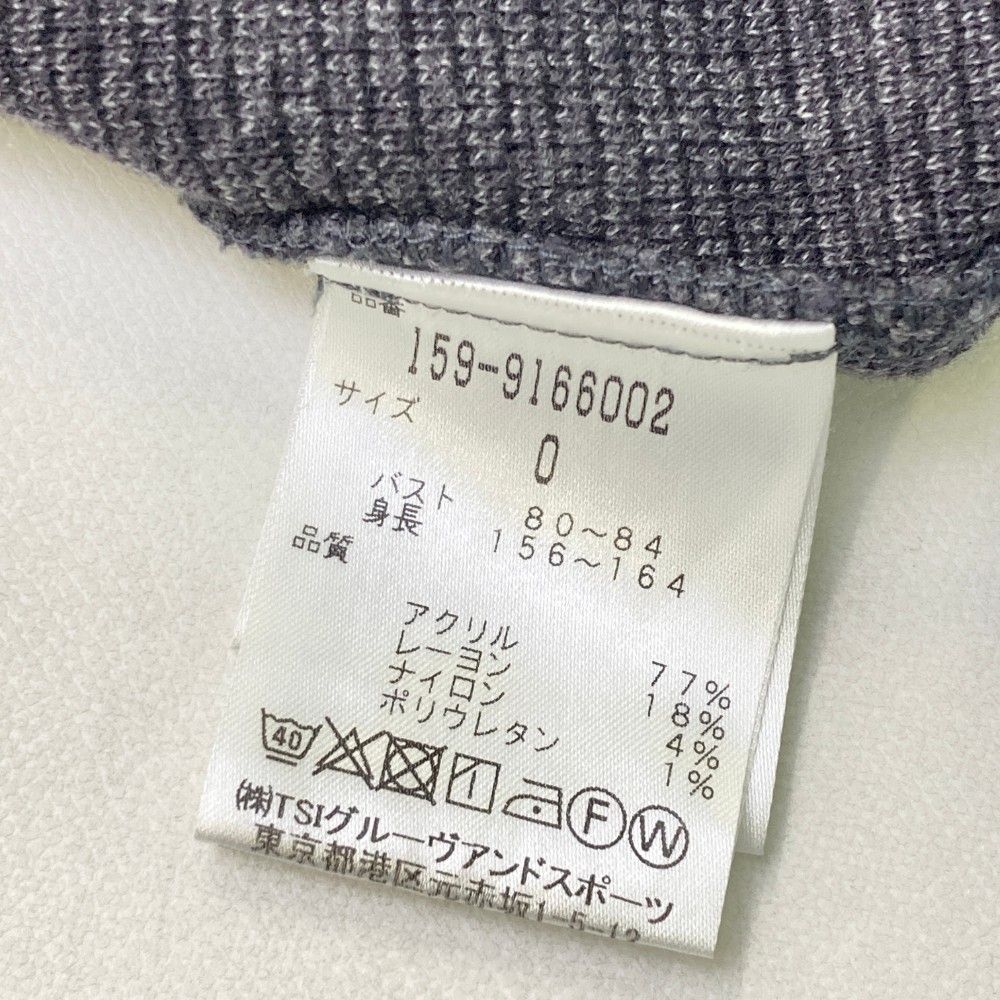 品番
159-9166002
サイズ
0
バスト 80～84
身長 156～164
品質
アクリル 77%
レーヨン 18%
ナイロン 4%
ポリウレタン 1%
40 F W
㈱TSIグルーヴアンドスポーツ
東京都港区元赤坂1-5-12